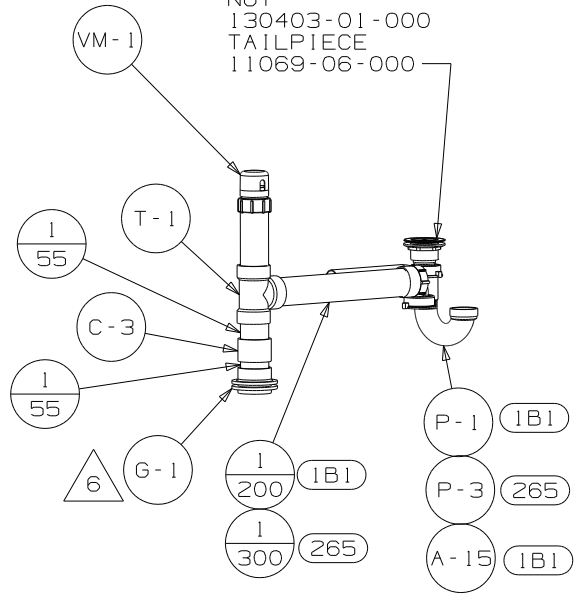 NUT
130403-01-000
TAILPIECE
11069-06-000
VM-1
T-1
1
55
C-3
1
55
6
G-1
1
200
1B1
1
300
265
P-1
1B1
P-3
265
A-15
1B1